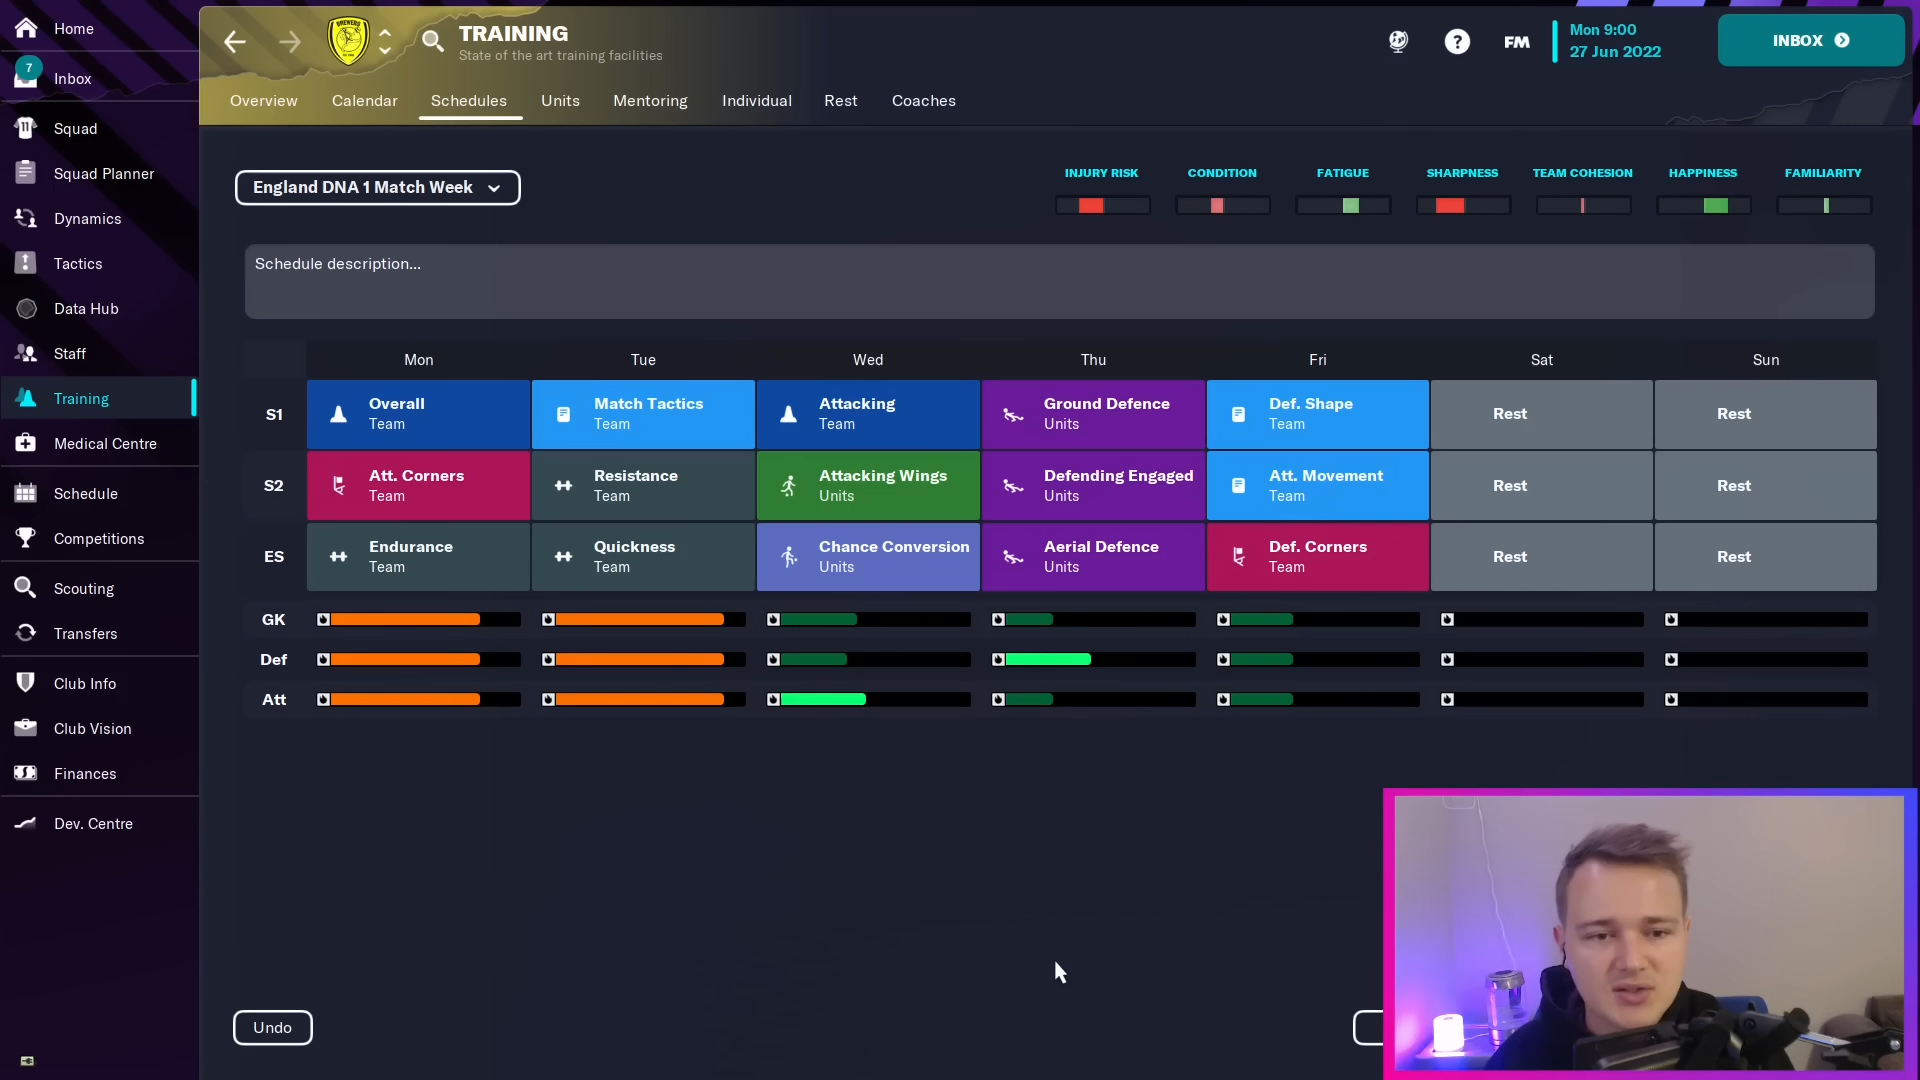 Home
7
Inbox
Squad
Squad Planner
Dynamics
Tactics
Data Hub
Staff
Training
Medical Centre
Schedule
Competitions
Scouting
Transfers
Club Info
Club Vision
Finances
Dev. Centre
BREWERS
TRAINING
State of the art training facilities
?
FM
Mon 9:00
27 Jun 2022
INBOX
Overview Calendar Schedules Units Mentoring Individual Rest Coaches
England DNA 1 Match Week
INJURY RISK CONDITION FATIGUE SHARPNESS TEAM COHESION HAPPINESS FAMILIARITY
Schedule description...
Mon Tue Wed Thu Fri Sat Sun
S1
Overall
Team
Match Tactics
Team
Attacking
Team
Ground Defence
Units
Def. Shape
Team
Rest
Rest
S2
Att. Corners
Team
Resistance
Team
Attacking Wings
Units
Defending Engaged
Units
Att. Movement
Team
Rest
Rest
ES
Endurance
Team
Quickness
Team
Chance Conversion
Units
Aerial Defence
Units
Def. Corners
Team
Rest
Rest
GK
Def
Att
Undo